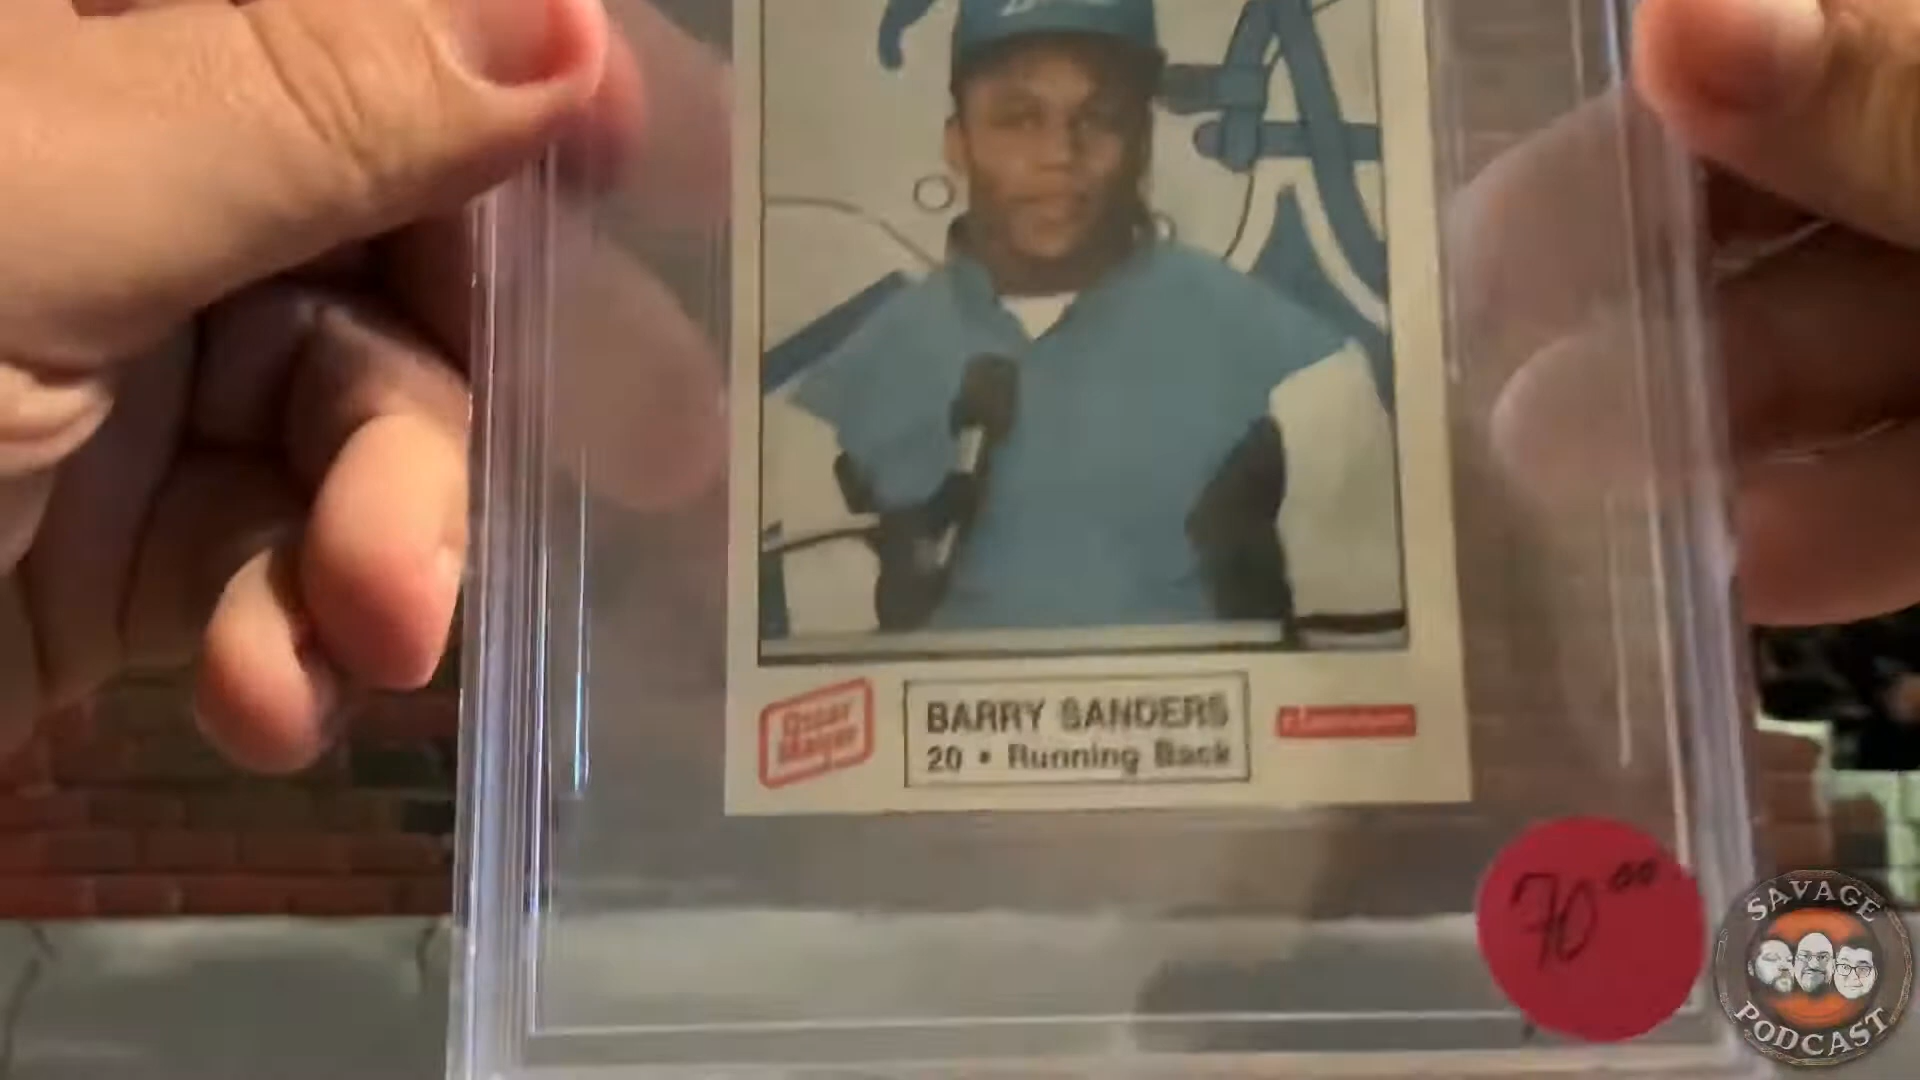 Oscar
Mayer
BARRY SANDERS
20 • Running Back
70.00
SAVAGE
PODCAST